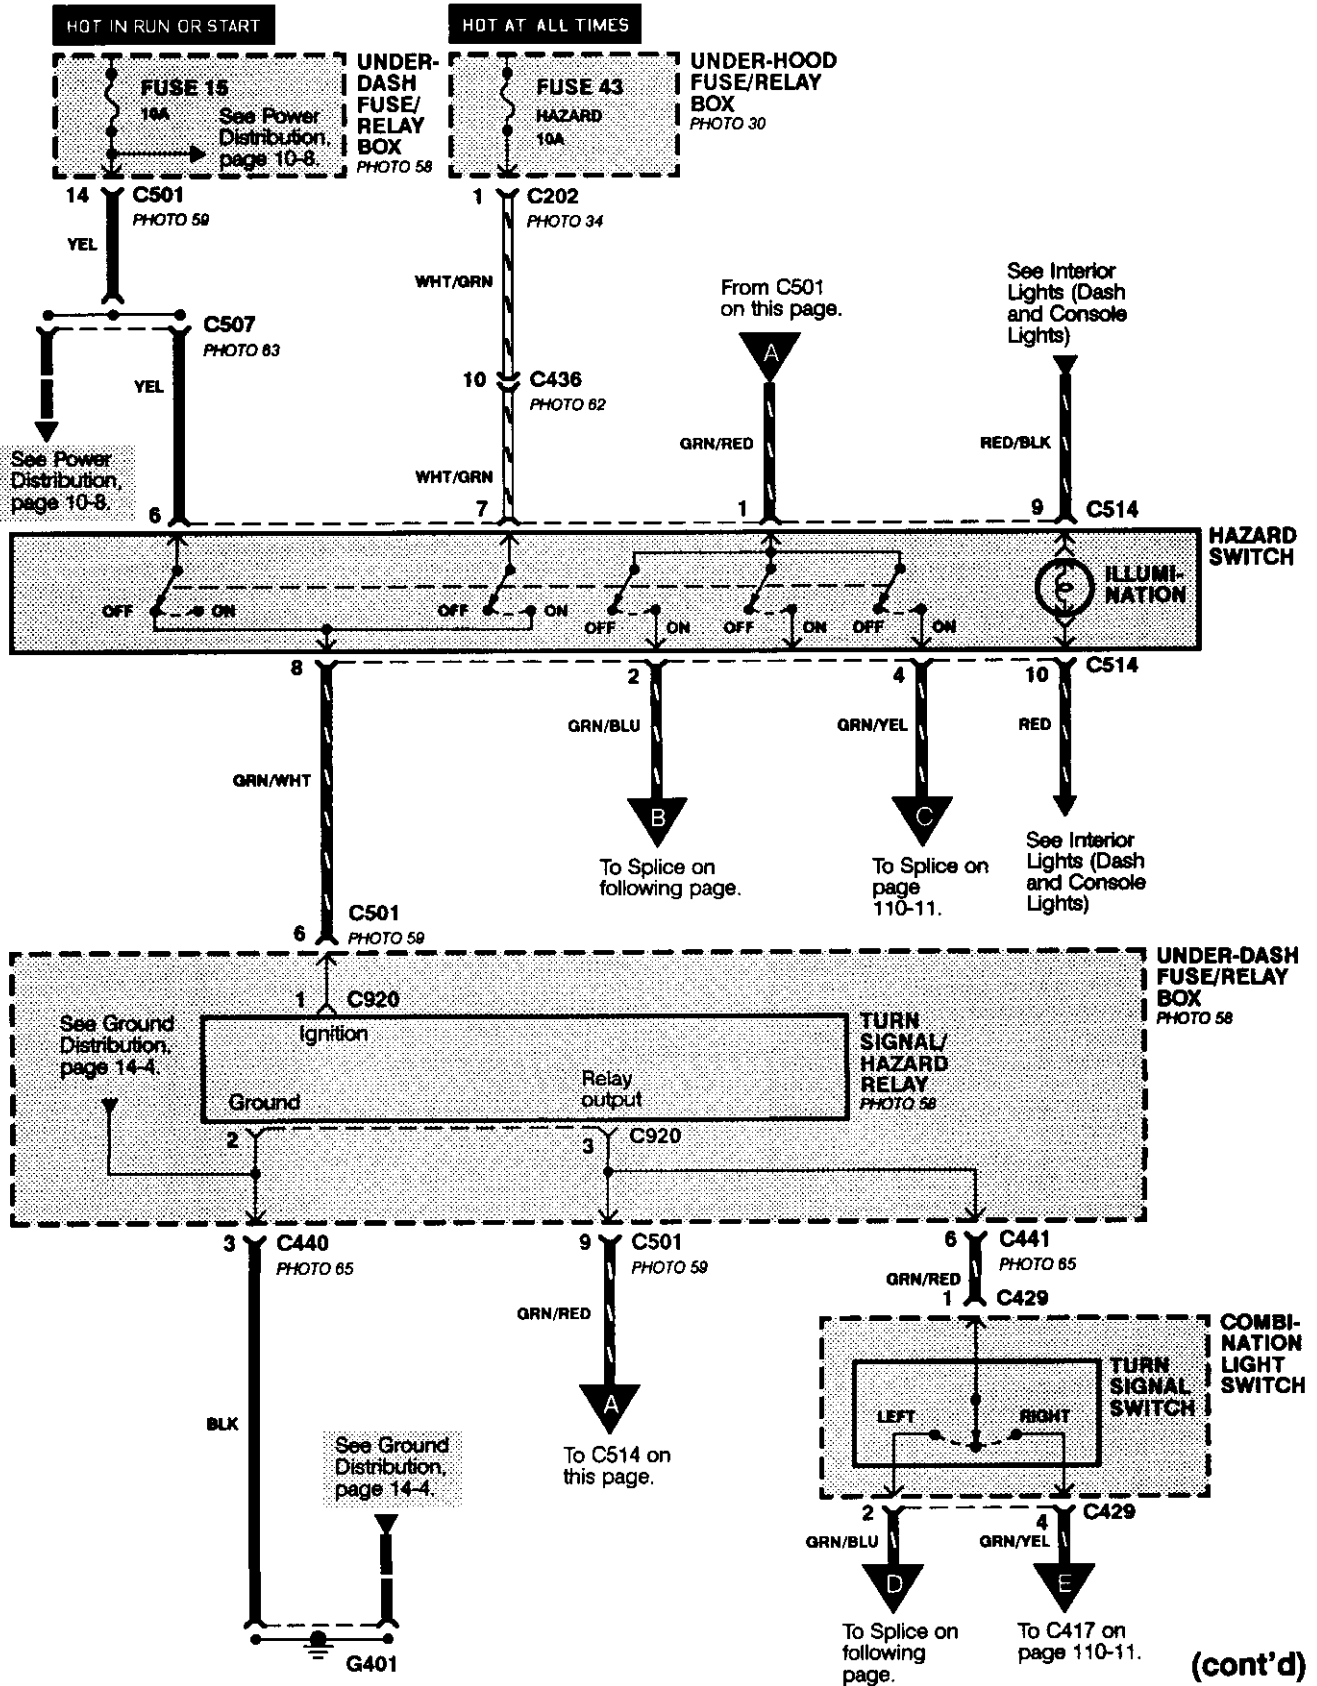 HOT IN RUN OR START
HOT AT ALL TIMES
FUSE 15
10A
See Power
Distribution,
page 10-8.
UNDER-
DASH
FUSE/
RELAY
BOX
PHOTO 58
FUSE 43
HAZARD
10A
UNDER-HOOD
FUSE/RELAY
BOX
PHOTO 30
14
C501
PHOTO 59
YEL
1
C202
PHOTO 34
WHT/GRN
From C501
on this page.
A
See Interior
Lights (Dash
and Console
Lights)
C507
PHOTO 63
YEL
10
C436
PHOTO 62
GRN/RED
RED/BLK
See Power
Distribution,
page 10-8.
WHT/GRN
6
7
1
9
C514
HAZARD
SWITCH
ILLUMI-
NATION
OFF
ON
OFF
ON
OFF
ON
OFF
ON
OFF
ON
8
2
4
10
C514
GRN/WHT
GRN/BLU
GRN/YEL
RED
B
To Splice on
following page.
C
To Splice on
page
110-11.
See Interior
Lights (Dash
and Console
Lights)
6
C501
PHOTO 59
UNDER-DASH
FUSE/RELAY
BOX
PHOTO 58
1
C920
See Ground
Distribution,
page 14-4.
Ignition
Ground
Relay
output
TURN
SIGNAL/
HAZARD
RELAY
PHOTO 58
2
3
C920
3
C440
PHOTO 65
9
C501
PHOTO 59
6
C441
PHOTO 65
GRN/RED
GRN/RED
1
C429
COMBI-
NATION
LIGHT
SWITCH
TURN
SIGNAL
SWITCH
LEFT
RIGHT
BLK
See Ground
Distribution,
page 14-4.
A
To C514 on
this page.
2
4
C429
GRN/BLU
GRN/YEL
D
To Splice on
following
page.
E
To C417 on
page 110-11.
G401
(cont'd)